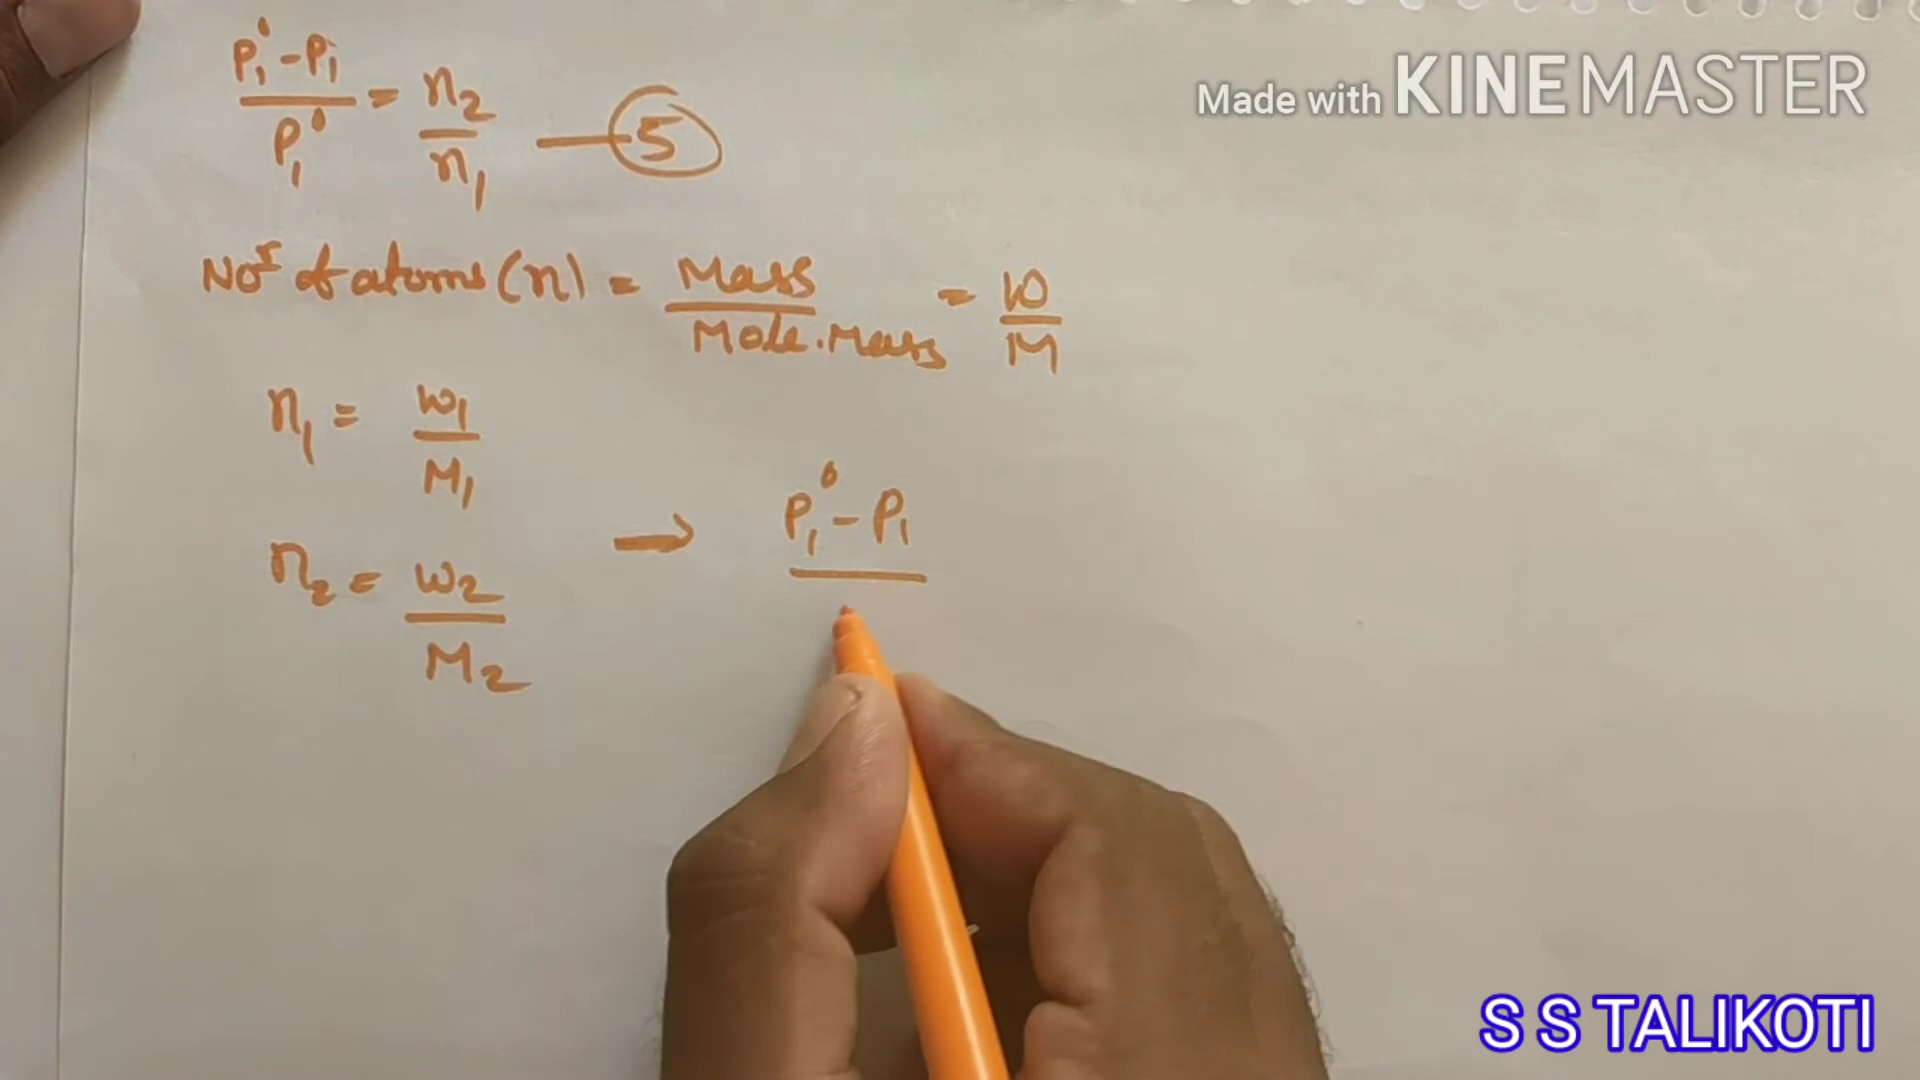 Made with KINEMASTER
P₁⁰ - P₁ / P₁⁰ = n₂ / n₁ — 5
No⁵ of atoms (n) = Mass / Mole. Mass = w / M
n₁ = w₁ / M₁
n₂ = w₂ / M₂ → P₁⁰ - P₁
S S TALIKOTI